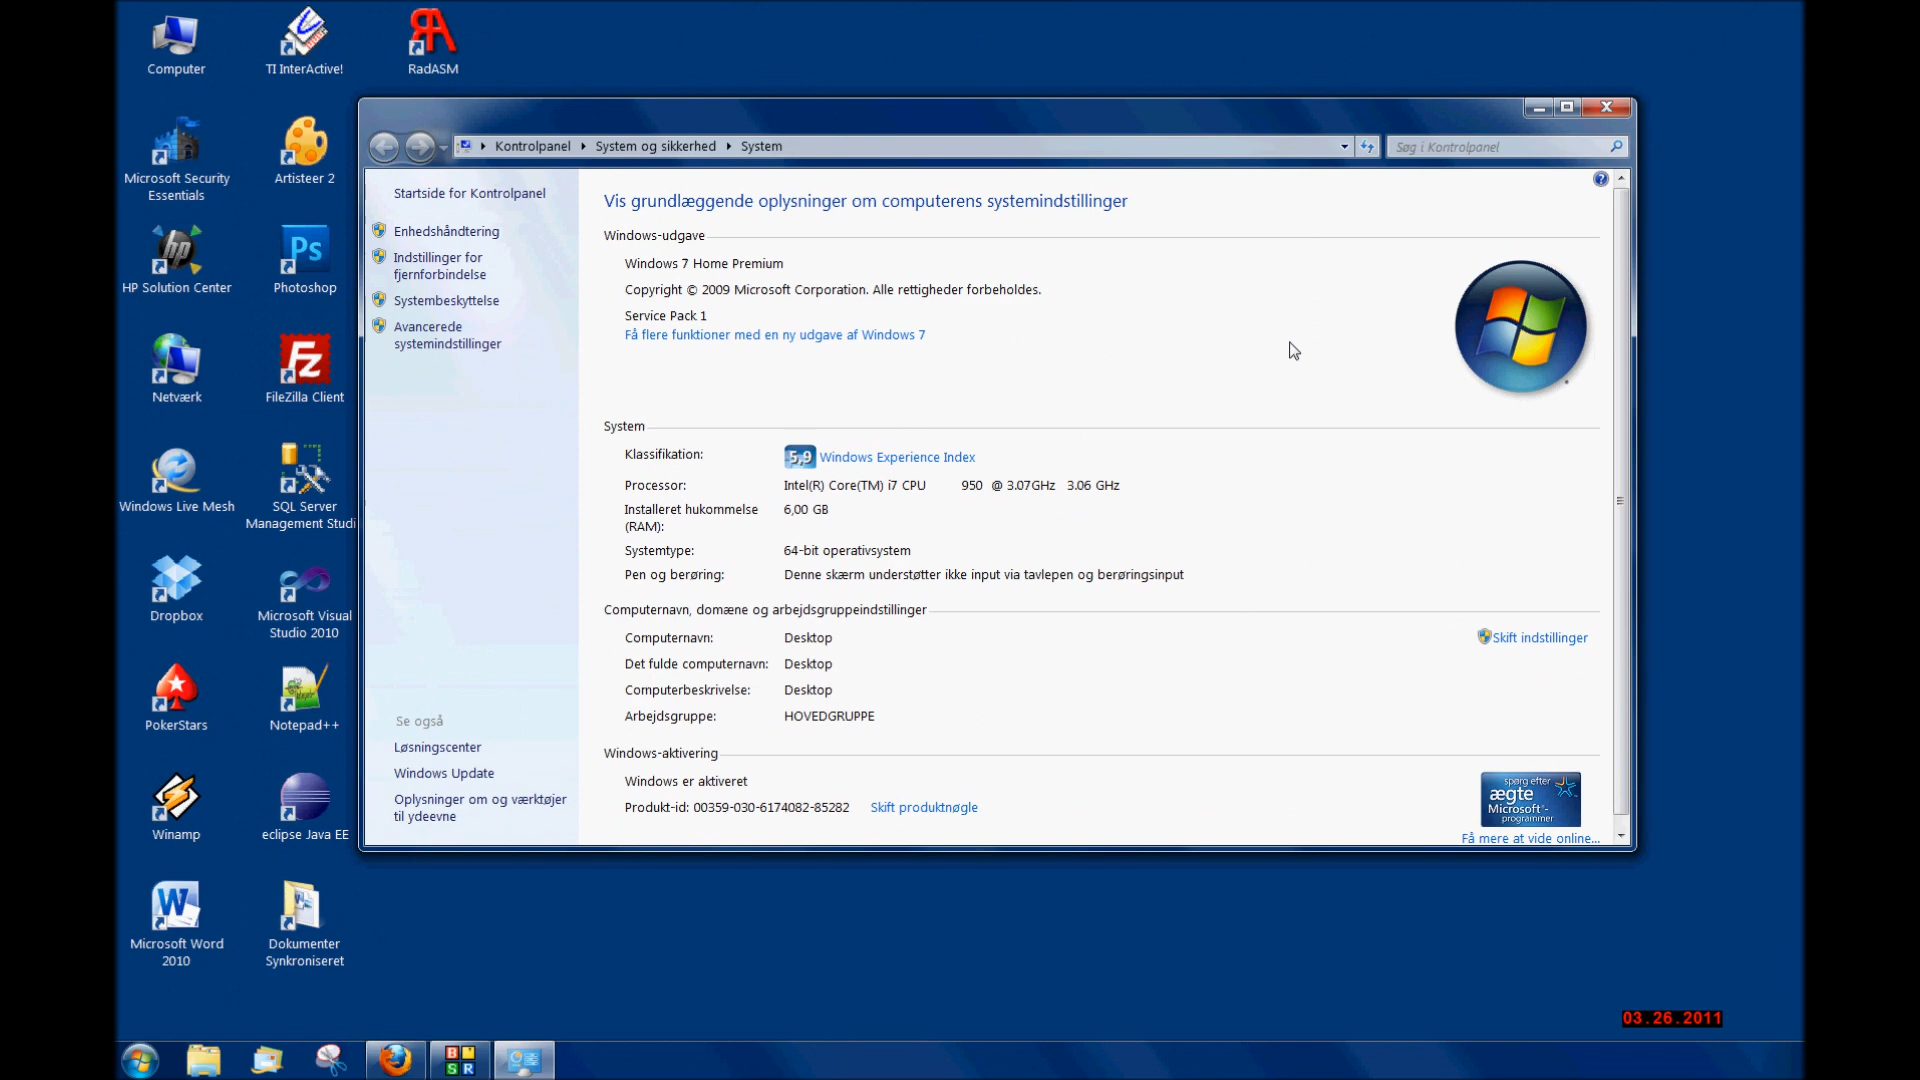 Computer
TI InterActive!
RadASM
Microsoft Security
Essentials
Artisteer 2
HP Solution Center
Ps
Photoshop
Netværk
FileZilla Client
Windows Live Mesh
SQL Server
Management Studi
Dropbox
Microsoft Visual
Studio 2010
PokerStars
Notepad++
Winamp
eclipse Java EE
Microsoft Word
2010
Dokumenter
Synkroniseret
Kontrolpanel
System og sikkerhed
System
Søg i Kontrolpanel
Startside for Kontrolpanel
Enhedshåndtering
Indstillinger for
fjernforbindelse
Systembeskyttelse
Avancerede
systemindstillinger
Se også
Løsningscenter
Windows Update
Oplysninger om og værktøjer
til ydeevne
Vis grundlæggende oplysninger om computerens systemindstillinger
Windows-udgave
Windows 7 Home Premium
Copyright © 2009 Microsoft Corporation. Alle rettigheder forbeholdes.
Service Pack 1
Få flere funktioner med en ny udgave af Windows 7
System
Klassifikation: 5,9 Windows Experience Index
Processor: Intel(R) Core(TM) i7 CPU 950 @ 3.07GHz 3.06 GHz
Installeret hukommelse 6,00 GB
(RAM):
Systemtype: 64-bit operativsystem
Pen og berøring: Denne skærm understøtter ikke input via tavlepen og berøringsinput
Computernavn, domæne og arbejdsgruppeindstillinger
Computernavn: Desktop Skift indstillinger
Det fulde computernavn: Desktop
Computerbeskrivelse: Desktop
Arbejdsgruppe: HOVEDGRUPPE
Windows-aktivering
Windows er aktiveret
Produkt-id: 00359-030-6174082-85282 Skift produktnøgle
spørg efter
ægte
Microsoft®-
programmer
Få mere at vide online...
03.26.2011
B
S R